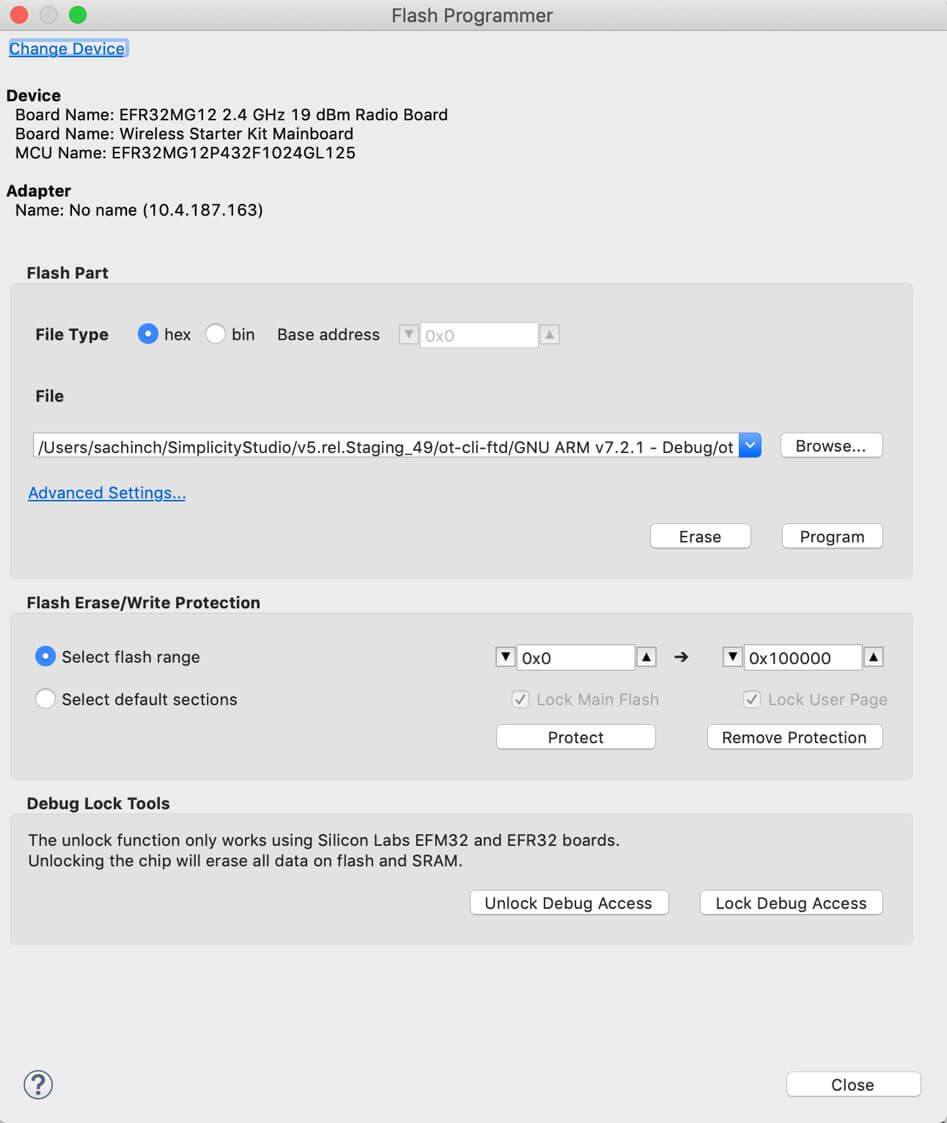 Flash Programmer
Change Device
Device
Board Name: EFR32MG12 2.4 GHz 19 dBm Radio Board
Board Name: Wireless Starter Kit Mainboard
MCU Name: EFR32MG12P432F1024GL125
Adapter
Name: No name (10.4.187.163)
Flash Part
File Type hex bin Base address 0x0
File
/Users/sachinch/SimplicityStudio/v5.rel.Staging_49/ot-cli-ftd/GNU ARM v7.2.1 - Debug/ot Browse...
Advanced Settings...
Erase Program
Flash Erase/Write Protection
Select flash range 0x0 → 0x100000
Select default sections Lock Main Flash Lock User Page
Protect Remove Protection
Debug Lock Tools
The unlock function only works using Silicon Labs EFM32 and EFR32 boards.
Unlocking the chip will erase all data on flash and SRAM.
Unlock Debug Access Lock Debug Access
? Close